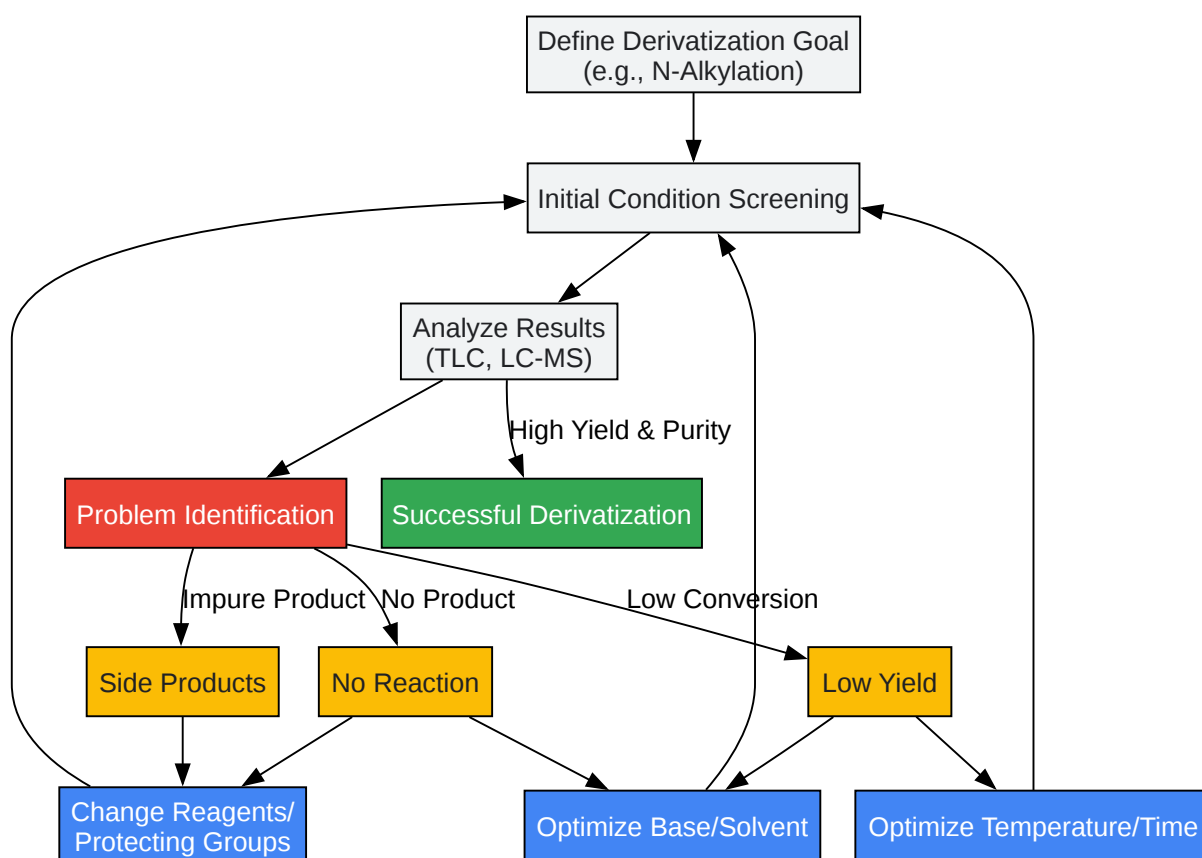 Define Derivatization Goal
(e.g., N-Alkylation)
Initial Condition Screening
Analyze Results
(TLC, LC-MS)
High Yield & Purity
Problem Identification
Successful Derivatization
Impure Product
No Product
Low Conversion
Side Products
No Reaction
Low Yield
Change Reagents/
Protecting Groups
Optimize Base/Solvent
Optimize Temperature/Time